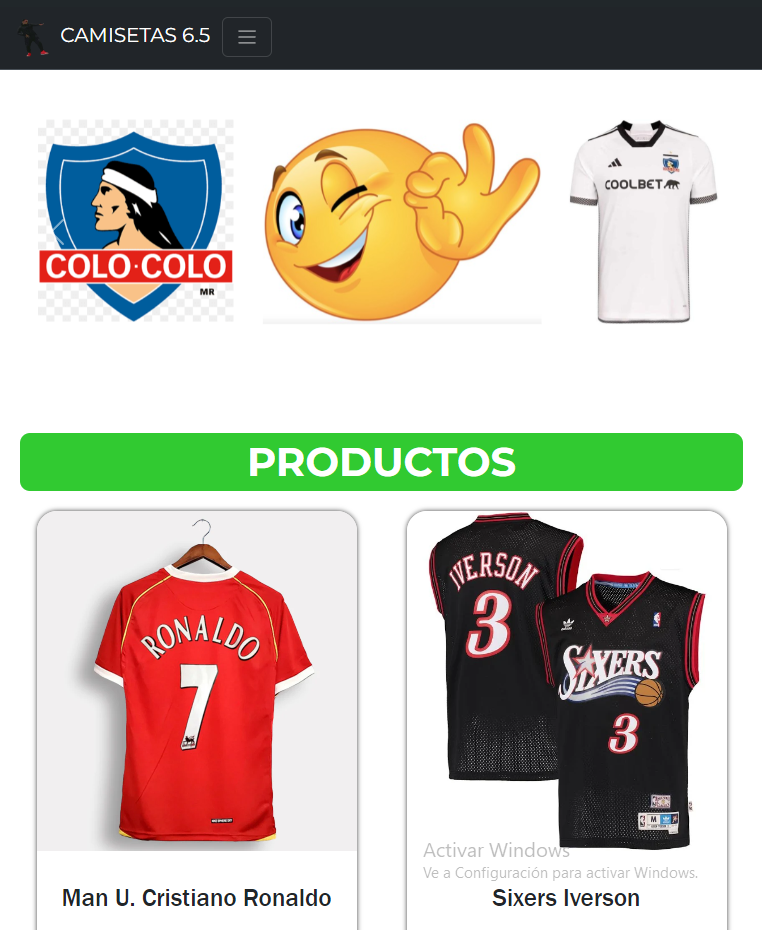 CAMISETAS 6.5
COLO·COLO
MR
COOLBET
PRODUCTOS
RONALDO
7
IVERSON
3
SIXERS
3
M
Activar Windows
Ve a Configuración para activar Windows.
Man U. Cristiano Ronaldo
Sixers Iverson